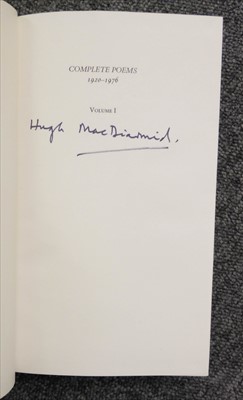 COMPLETE POEMS
1920–1976
VOLUME I
Hugh MacDiarmid.